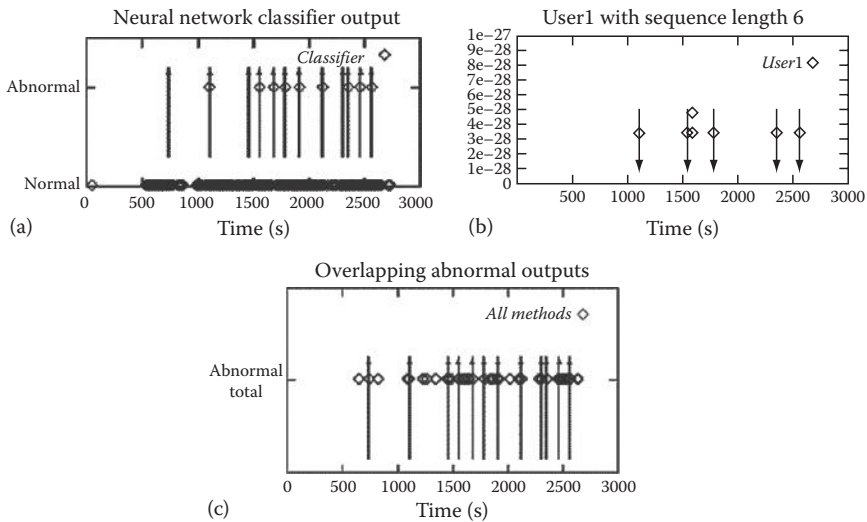 Neural network classifier output
Classifier
Abnormal
Normal
0 500 1000 1500 2000 2500 3000
(a)
Time (s)
User1 with sequence length 6
1e−27
9e−28
8e−28
7e−28
6e−28
5e−28
4e−28
3e−28
3e−28
1e−28
0
User1
500 1000 1500 2000 2500 3000
(b)
Time (s)
Overlapping abnormal outputs
All methods
Abnormal
total
0 500 1000 1500 2000 2500 3000
(c)
Time (s)